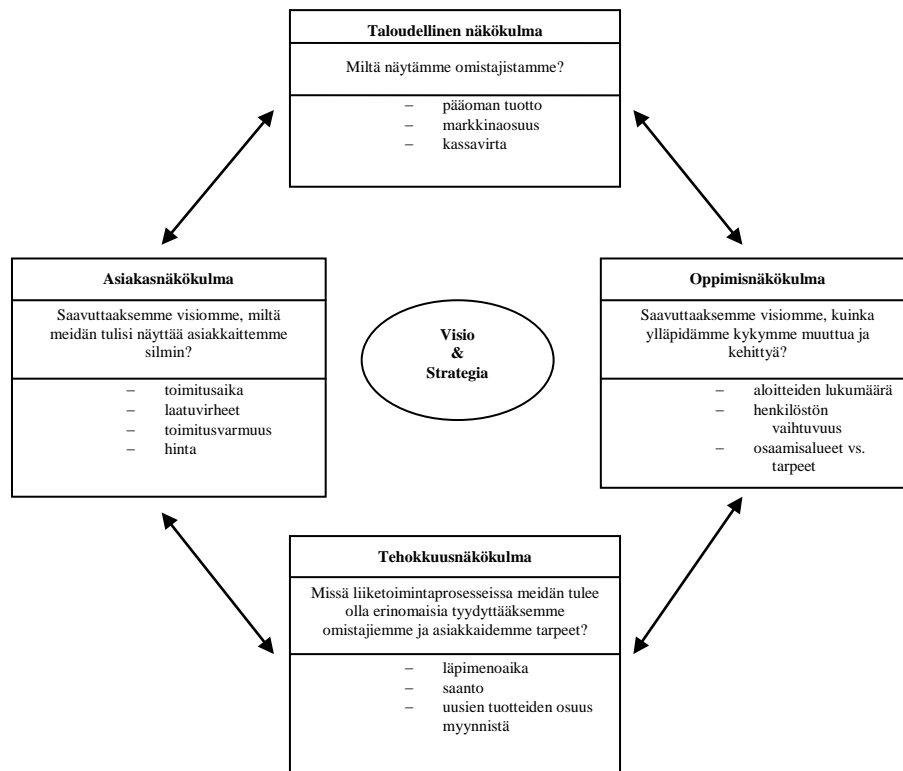 Taloudellinen näkökulma
Miltä näytämme omistajistamme?
– pääoman tuotto
– markkinaosuus
– kassavirta
Asiakasnäkökulma
Saavuttaaksemme visiomme, miltä
meidän tulisi näyttää asiakkaittemme
silmin?
– toimitusaika
– laatuvirheet
– toimitusvarmuus
– hinta
Visio
&
Strategia
Oppimisnäkökulma
Saavuttaaksemme visiomme, kuinka
ylläpidämme kykymme muuttua ja
kehittyä?
– aloitteiden lukumäärä
– henkilöstön
vaihtuvuus
– osaamisalueet vs.
tarpeet
Tehokkuusnäkökulma
Missä liiketoimintaprosesseissa meidän tulee
olla erinomaisia tyydyttääksemme
omistajiemme ja asiakkaidemme tarpeet?
– läpimenoaika
– saanto
– uusien tuotteiden osuus
myynnistä